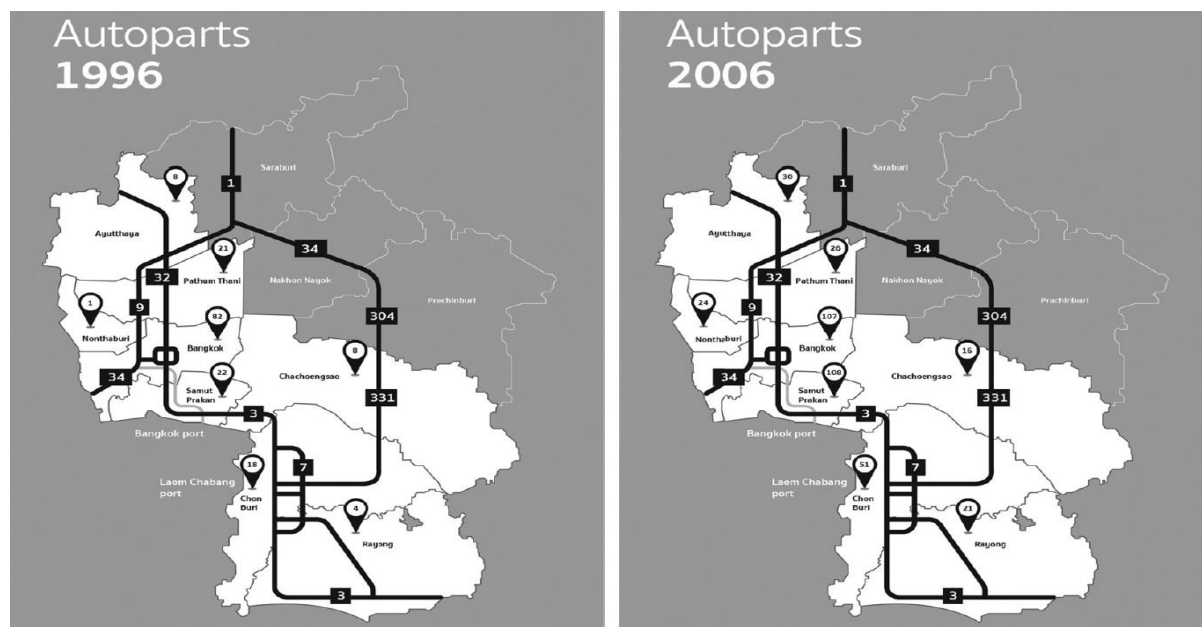 Autoparts
1996
Saraburi
8
1
Ayutthaya
21
34
32
Pathum Thani
Nakhon Nayok
Prachinburi
1
9
82
304
Nonthaburi
Bangkok
8
34
22
Chachoengsao
Samut
Prakan
331
3
Bangkok port
18
7
Laem Chabang
port
Chon
Buri
4
Rayong
3
Autoparts
2006
Saraburi
30
1
Ayutthaya
26
34
32
Pathum Thani
Nakhon Nayok
Prachinburi
24
9
107
304
Nonthaburi
Bangkok
16
34
108
Chachoengsao
Samut
Prakan
331
3
Bangkok port
51
7
Laem Chabang
port
Chon
Buri
21
Rayong
3